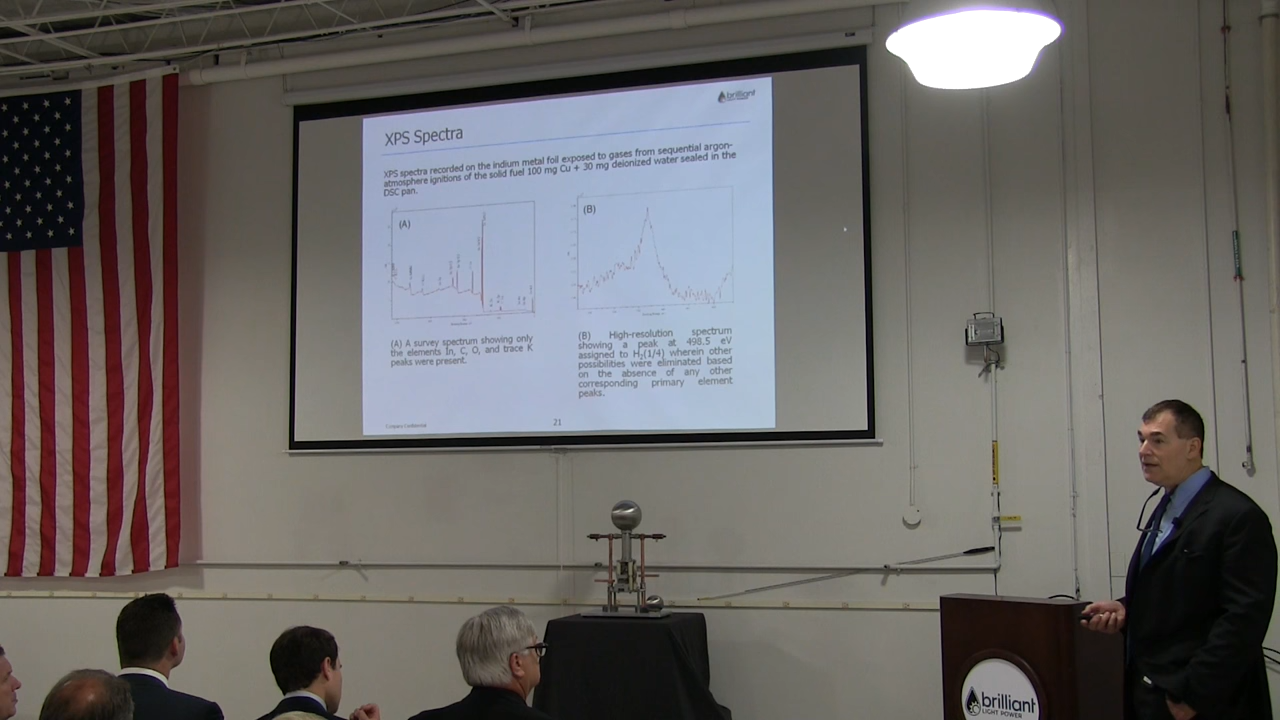 brilliant
LIGHT POWER
XPS Spectra
XPS spectra recorded on the indium metal foil exposed to gases from sequential argon-
atmosphere ignitions of the solid fuel 100 mg Cu + 30 mg deionized water sealed in the
DSC pan.
(A)
(B)
(A) A survey spectrum showing only
the elements In, C, O, and trace K
peaks were present.
(B) High-resolution spectrum
showing a peak at 498.5 eV
assigned to H2(1/4) wherein other
possibilities were eliminated based
on the absence of any other
corresponding primary element
peaks.
Company Confidential
21
brilliant
LIGHT POWER